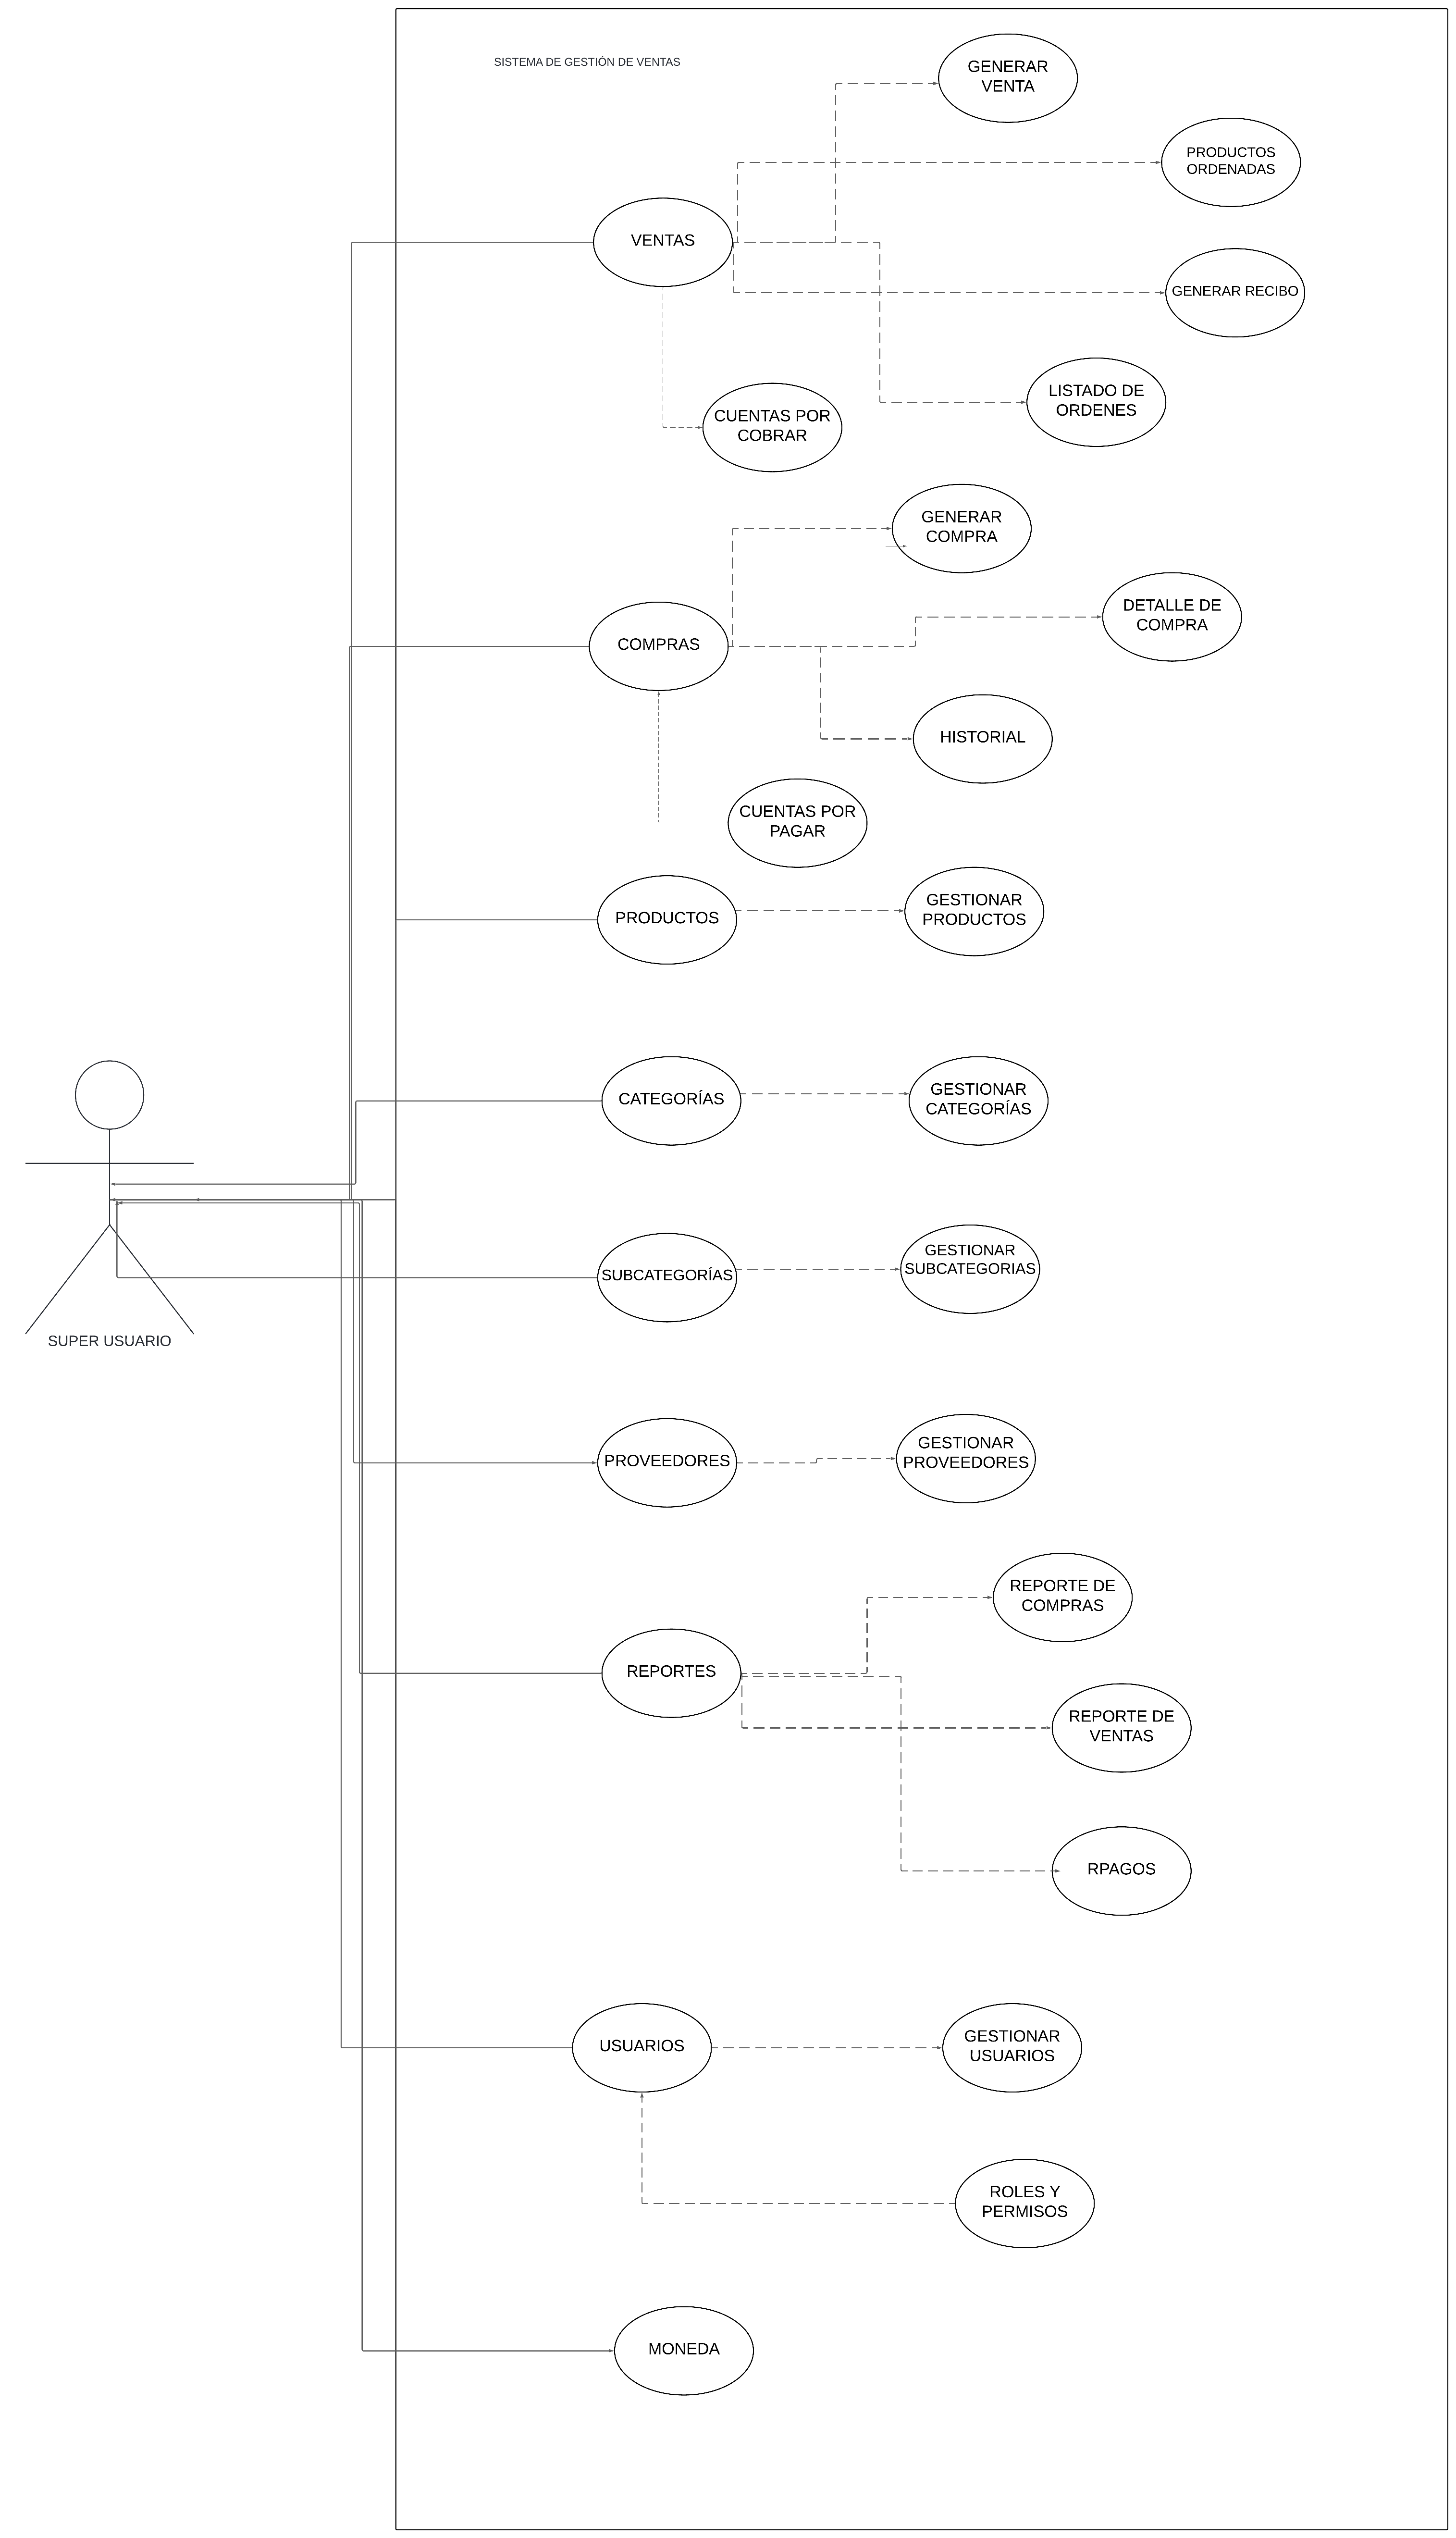 SISTEMA DE GESTIÓN DE VENTAS
GENERAR
VENTA
PRODUCTOS
ORDENADAS
VENTAS
GENERAR RECIBO
LISTADO DE
ORDENES
CUENTAS POR
COBRAR
GENERAR
COMPRA
DETALLE DE
COMPRA
COMPRAS
HISTORIAL
CUENTAS POR
PAGAR
PRODUCTOS
GESTIONAR
PRODUCTOS
CATEGORÍAS
GESTIONAR
CATEGORÍAS
SUBCATEGORÍAS
GESTIONAR
SUBCATEGORIAS
SUPER USUARIO
PROVEEDORES
GESTIONAR
PROVEEDORES
REPORTE DE
COMPRAS
REPORTES
REPORTE DE
VENTAS
RPAGOS
USUARIOS
GESTIONAR
USUARIOS
ROLES Y
PERMISOS
MONEDA